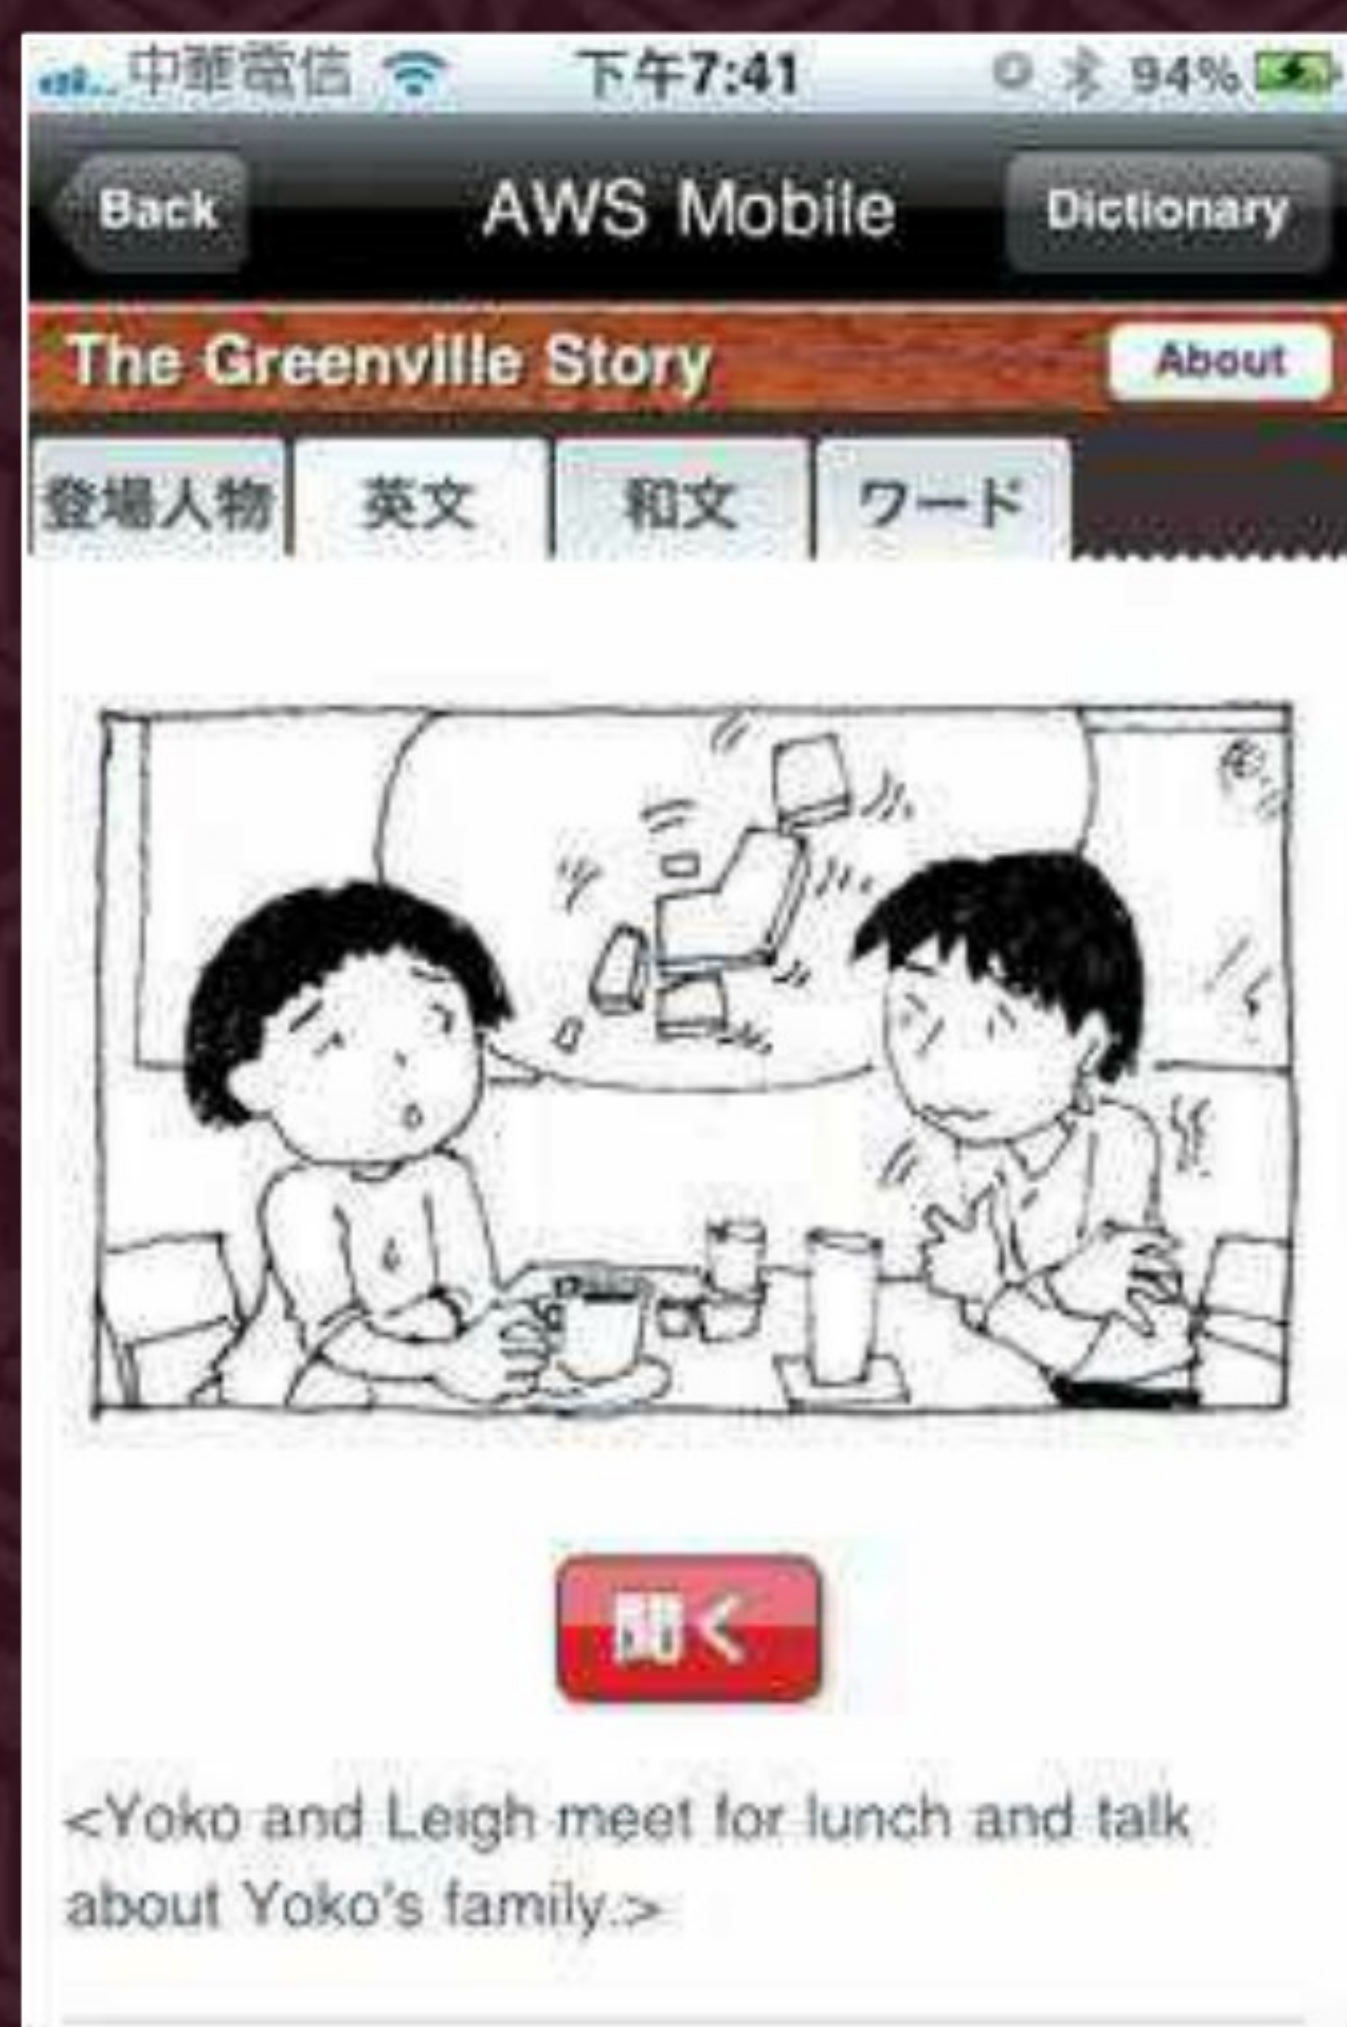 中華電信 下午7:41 94%
Back AWS Mobile Dictionary
The Greenville Story About
登場人物 英文 和文 ワード
聞く
<Yoko and Leigh meet for lunch and talk
about Yoko's family.>